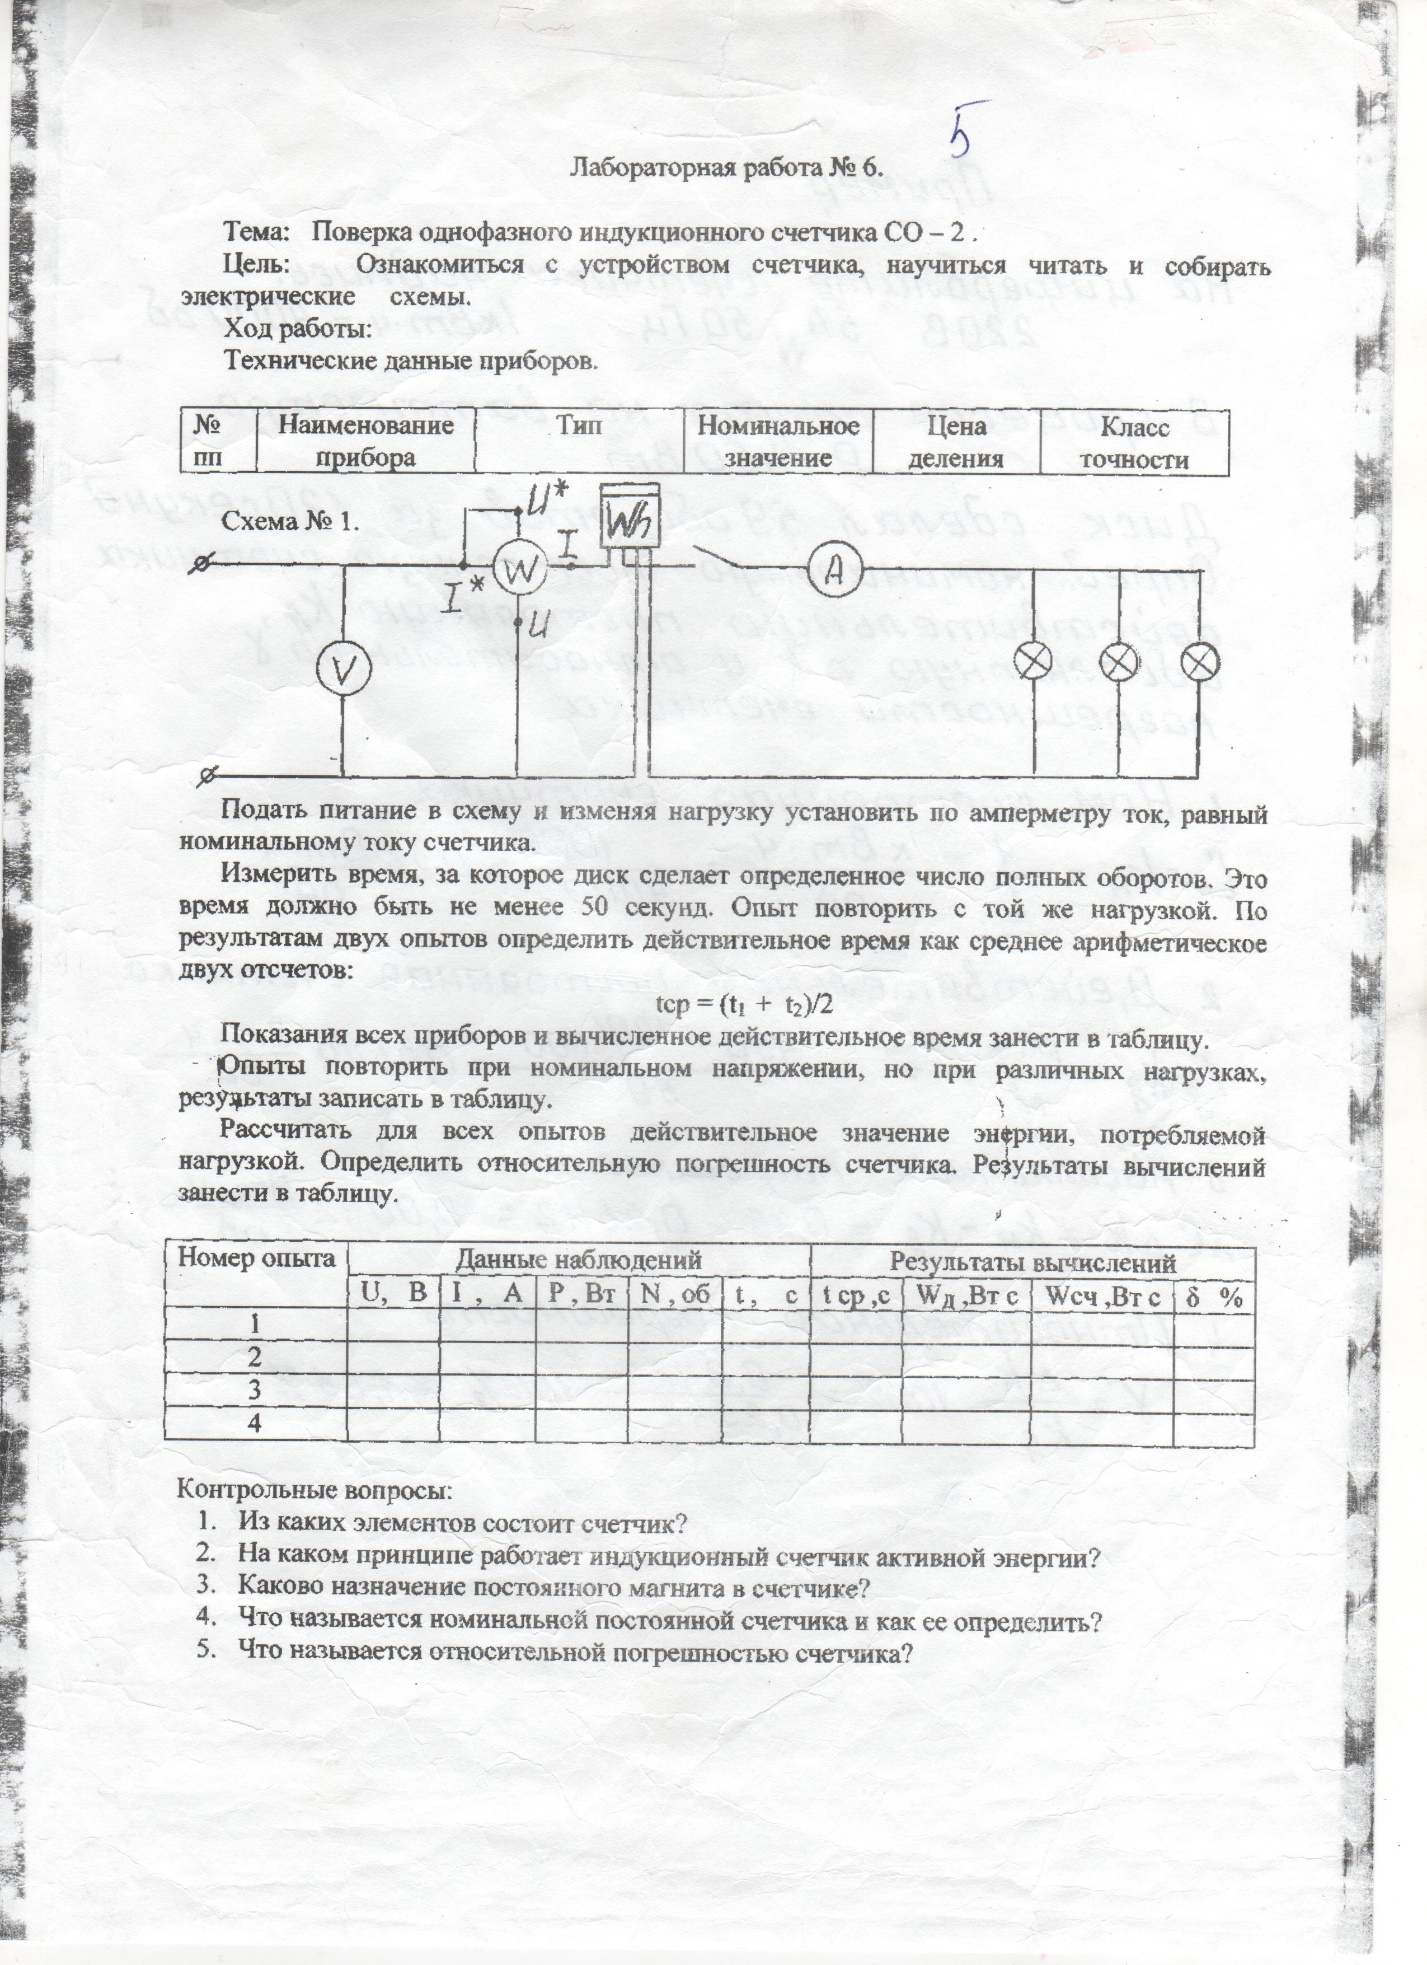 5
Лабораторная работа № 6.
Тема: Поверка однофазного индукционного счетчика СО – 2 .
Цель: Ознакомиться с устройством счетчика, научиться читать и собирать
электрические схемы.
Ход работы:
Технические данные приборов.
№ пп Наименование прибора Тип Номинальное значение Цена деления Класс точности
Схема № 1.
U*
Wh
I
W
A
I*
U
V
Подать питание в схему и изменяя нагрузку установить по амперметру ток, равный
номинальному току счетчика.
Измерить время, за которое диск сделает определенное число полных оборотов. Это
время должно быть не менее 50 секунд. Опыт повторить с той же нагрузкой. По
результатам двух опытов определить действительное время как среднее арифметическое
двух отсчетов:
tср = (t1 + t2)/2
Показания всех приборов и вычисленное действительное время занести в таблицу.
Опыты повторить при номинальном напряжении, но при различных нагрузках,
результаты записать в таблицу.
Рассчитать для всех опытов действительное значение энергии, потребляемой
нагрузкой. Определить относительную погрешность счетчика. Результаты вычислений
занести в таблицу.
Номер опыта Данные наблюдений Результаты вычислений
U, В I , А P , Вт N , об t , с t ср ,с Wд ,Вт с Wсч ,Вт с δ %
1
2
3
4
Контрольные вопросы:
1. Из каких элементов состоит счетчик?
2. На каком принципе работает индукционный счетчик активной энергии?
3. Каково назначение постоянного магнита в счетчике?
4. Что называется номинальной постоянной счетчика и как ее определить?
5. Что называется относительной погрешностью счетчика?